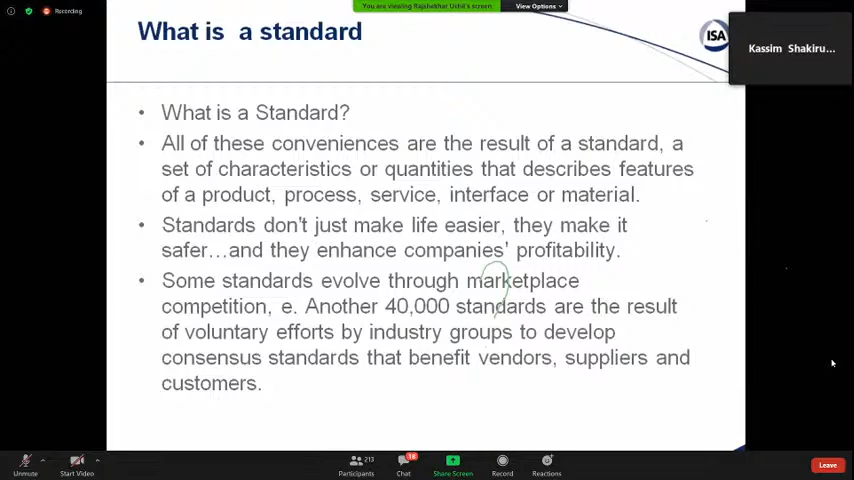 Recording
You are viewing Rajshekhar Ushil's screen
View Options
What is a standard
ISA
Kassim Shakiru...
• What is a Standard?
• All of these conveniences are the result of a standard, a
set of characteristics or quantities that describes features
of a product, process, service, interface or material.
• Standards don't just make life easier, they make it
safer...and they enhance companies' profitability.
• Some standards evolve through marketplace
competition, e. Another 40,000 standards are the result
of voluntary efforts by industry groups to develop
consensus standards that benefit vendors, suppliers and
customers.
213
18
Unmute
Start Video
Participants
Chat
Share Screen
Record
Reactions
Leave